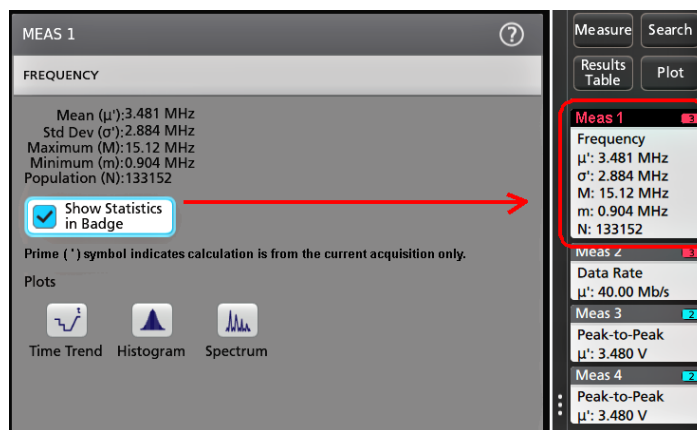 MEAS 1
?
FREQUENCY
Mean (µ'):3.481 MHz
Std Dev (σ'):2.884 MHz
Maximum (M):15.12 MHz
Minimum (m):0.904 MHz
Population (N):133152
Show Statistics
in Badge
Prime ( ' ) symbol indicates calculation is from the current acquisition only.
Plots
Time Trend Histogram Spectrum
Measure Search
Results
Table
Plot
Meas 1 3
Frequency
µ': 3.481 MHz
σ': 2.884 MHz
M: 15.12 MHz
m: 0.904 MHz
N: 133152
Meas 2 3
Data Rate
µ': 40.00 Mb/s
Meas 3 2
Peak-to-Peak
µ': 3.480 V
Meas 4 2
Peak-to-Peak
µ': 3.480 V